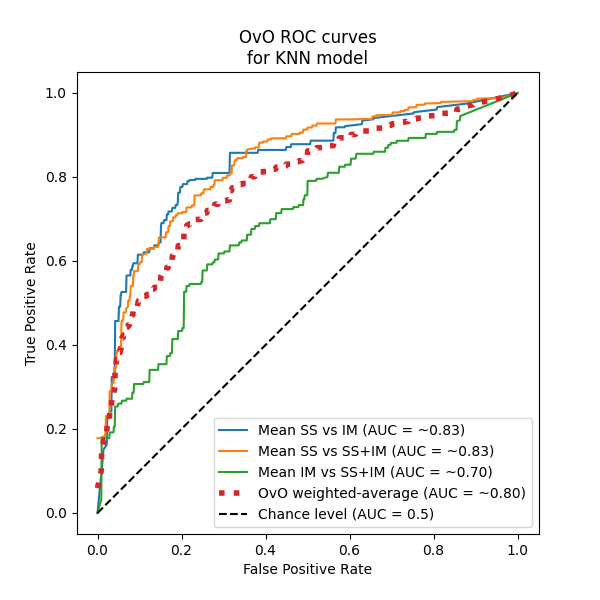 OvO ROC curves
for KNN model
True Positive Rate
1.0
0.8
0.6
0.4
0.2
0.0
0.0 0.2 0.4 0.6 0.8 1.0
False Positive Rate
Mean SS vs IM (AUC = ~0.83)
Mean SS vs SS+IM (AUC = ~0.83)
Mean IM vs SS+IM (AUC = ~0.70)
OvO weighted-average (AUC = ~0.80)
Chance level (AUC = 0.5)